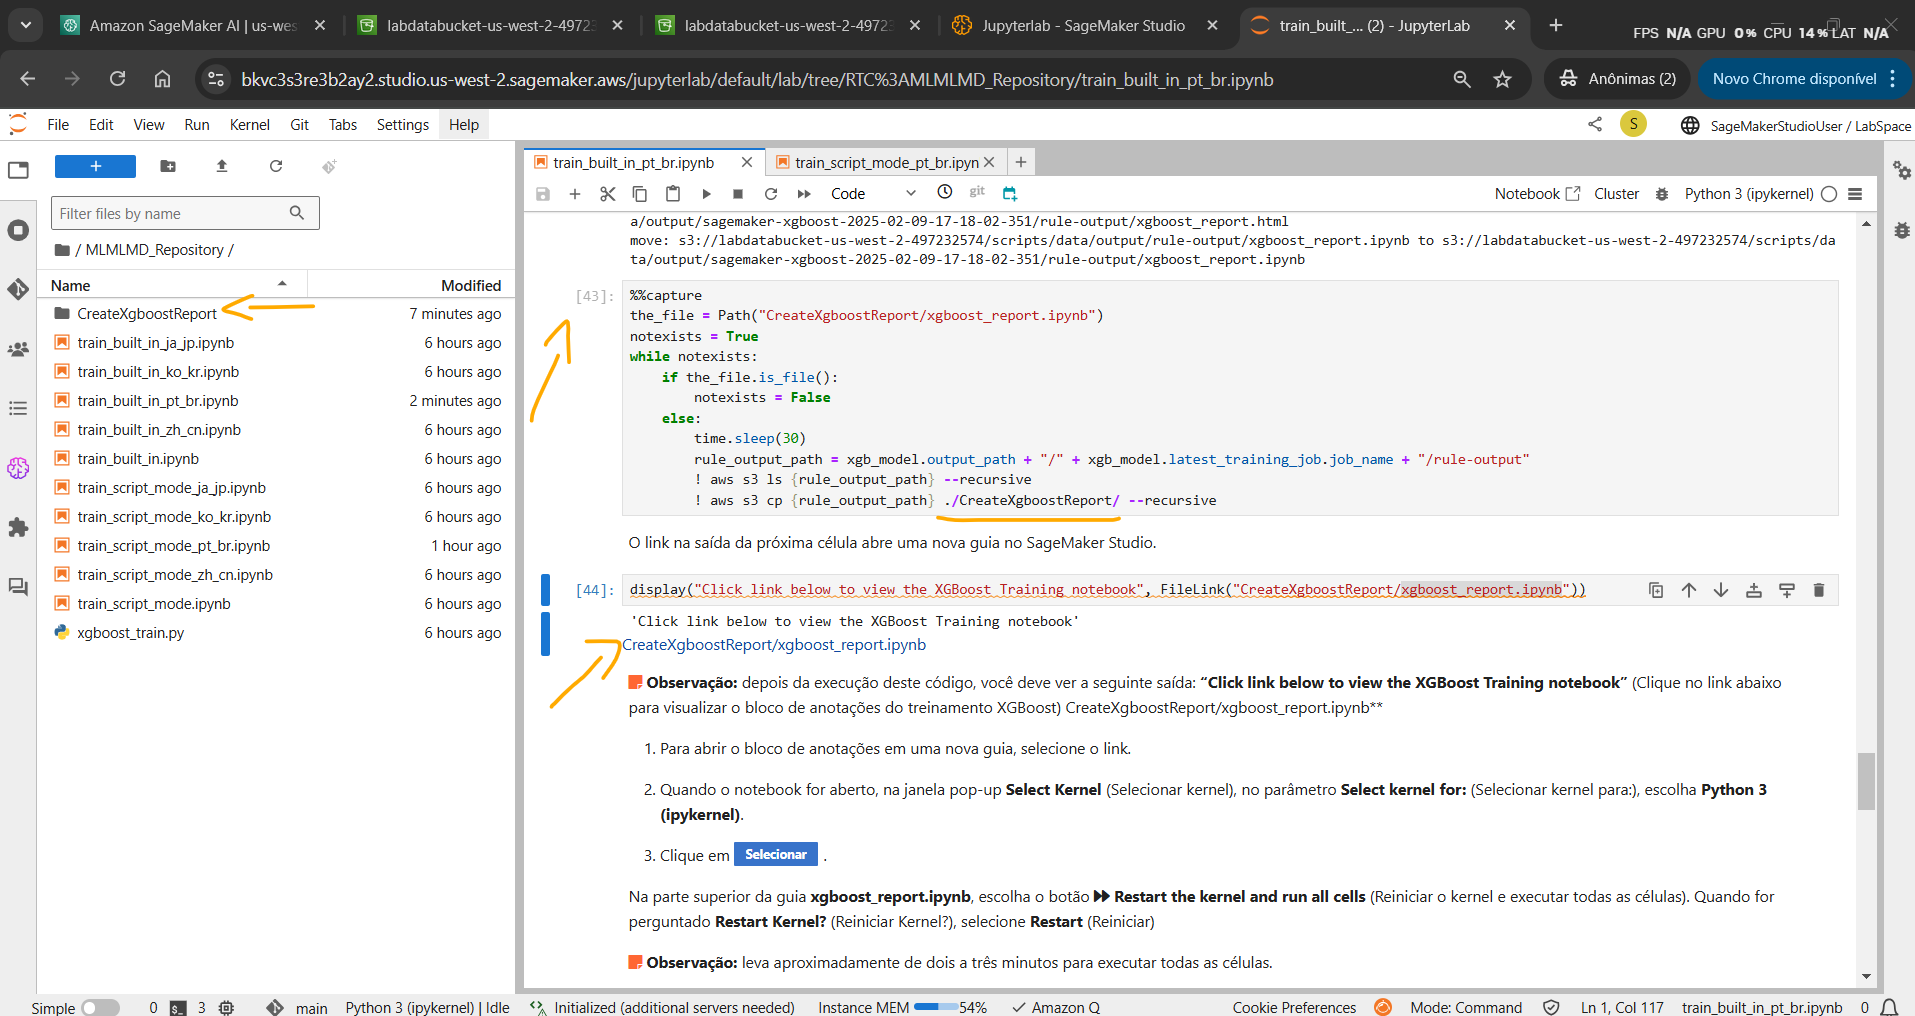 Amazon SageMaker AI | us-wes
labdatabucket-us-west-2-49723
labdatabucket-us-west-2-49723
Jupyterlab - SageMaker Studio
train_built_... (2) - JupyterLab
FPS N/A GPU 0% CPU 14% LAT N/A
bkvc3s3re3b2ay2.studio.us-west-2.sagemaker.aws/jupyterlab/default/lab/tree/RTC%3AMLMLMD_Repository/train_built_in_pt_br.ipynb
Anônimas (2)
Novo Chrome disponível
File Edit View Run Kernel Git Tabs Settings Help
S
SageMakerStudioUser / LabSpace
Filter files by name
/ MLMLMD_Repository /
Name Modified
CreateXgboostReport 7 minutes ago
train_built_in_ja_jp.ipynb 6 hours ago
train_built_in_ko_kr.ipynb 6 hours ago
train_built_in_pt_br.ipynb 2 minutes ago
train_built_in_zh_cn.ipynb 6 hours ago
train_built_in.ipynb 6 hours ago
train_script_mode_ja_jp.ipynb 6 hours ago
train_script_mode_ko_kr.ipynb 6 hours ago
train_script_mode_pt_br.ipynb 1 hour ago
train_script_mode_zh_cn.ipynb 6 hours ago
train_script_mode.ipynb 6 hours ago
xgboost_train.py 6 hours ago
train_built_in_pt_br.ipynb
train_script_mode_pt_br.ipyn
Code
git
Notebook Cluster Python 3 (ipykernel)
a/output/sagemaker-xgboost-2025-02-09-17-18-02-351/rule-output/xgboost_report.html
move: s3://labdatabucket-us-west-2-497232574/scripts/data/output/rule-output/xgboost_report.ipynb to s3://labdatabucket-us-west-2-497232574/scripts/da
ta/output/sagemaker-xgboost-2025-02-09-17-18-02-351/rule-output/xgboost_report.ipynb
[43]: %%capture
the_file = Path("CreateXgboostReport/xgboost_report.ipynb")
notexists = True
while notexists:
if the_file.is_file():
notexists = False
else:
time.sleep(30)
rule_output_path = xgb_model.output_path + "/" + xgb_model.latest_training_job.job_name + "/rule-output"
! aws s3 ls {rule_output_path} --recursive
! aws s3 cp {rule_output_path} ./CreateXgboostReport/ --recursive
O link na saída da próxima célula abre uma nova guia no SageMaker Studio.
[44]: display("Click link below to view the XGBoost Training notebook", FileLink("CreateXgboostReport/xgboost_report.ipynb"))
'Click link below to view the XGBoost Training notebook'
CreateXgboostReport/xgboost_report.ipynb
Observação: depois da execução deste código, você deve ver a seguinte saída: “Click link below to view the XGBoost Training notebook” (Clique no link abaixo
para visualizar o bloco de anotações do treinamento XGBoost) CreateXgboostReport/xgboost_report.ipynb**
1. Para abrir o bloco de anotações em uma nova guia, selecione o link.
2. Quando o notebook for aberto, na janela pop-up Select Kernel (Selecionar kernel), no parâmetro Select kernel for: (Selecionar kernel para:), escolha Python 3
(ipykernel).
3. Clique em Selecionar .
Na parte superior da guia xgboost_report.ipynb, escolha o botão Restart the kernel and run all cells (Reiniciar o kernel e executar todas as células). Quando for
perguntado Restart Kernel? (Reiniciar Kernel?), selecione Restart (Reiniciar)
Observação: leva aproximadamente de dois a três minutos para executar todas as células.
Simple 0 3 main Python 3 (ipykernel) | Idle Initialized (additional servers needed) Instance MEM 54% Amazon Q Cookie Preferences Mode: Command Ln 1, Col 117 train_built_in_pt_br.ipynb 0